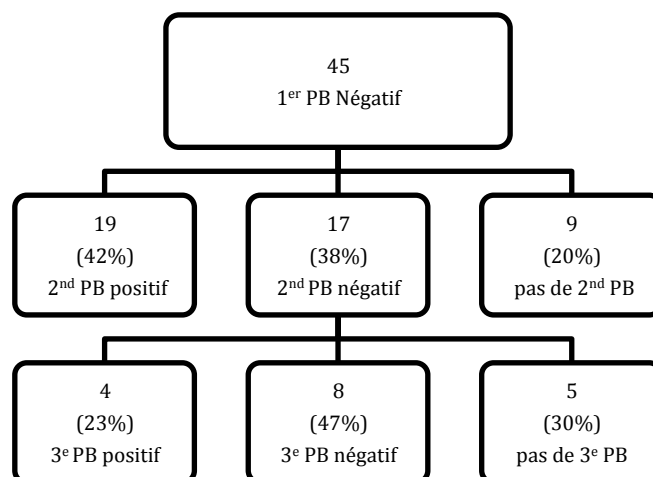 45
1er PB Négatif
19
(42%)
2nd PB positif
17
(38%)
2nd PB négatif
9
(20%)
pas de 2nd PB
4
(23%)
3e PB positif
8
(47%)
3e PB négatif
5
(30%)
pas de 3e PB